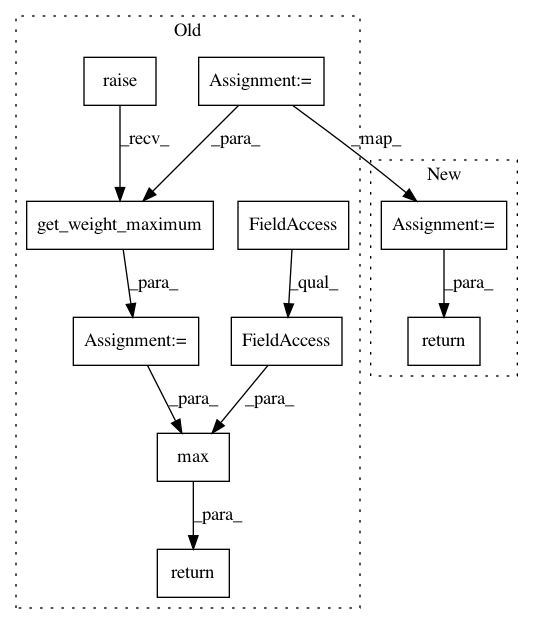 Old
raise
Assignment:=
_recv_
_para_
_map_
New
get_weight_maximum
FieldAccess
Assignment:=
_para_
_qual_
_para_
Assignment:=
FieldAccess
return
_para_
_para_
max
_para_
return